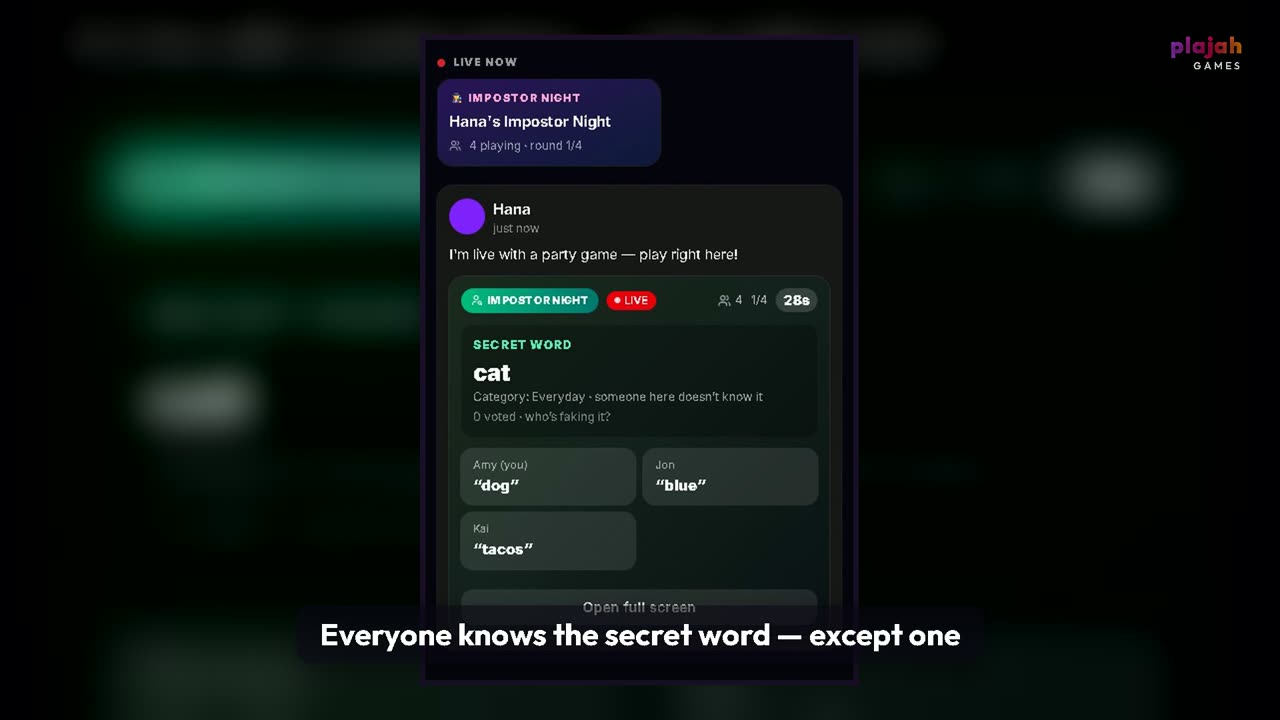 plajah
GAMES
LIVE NOW
IMPOSTOR NIGHT
Hana's Impostor Night
4 playing · round 1/4
Hana
just now
I'm live with a party game — play right here!
IMPOSTOR NIGHT
LIVE
4 1/4
28s
SECRET WORD
cat
Category: Everyday · someone here doesn't know it
0 voted · who's faking it?
Amy (you)
“dog”
Jon
“blue”
Kai
“tacos”
Open full screen
Everyone knows the secret word — except one